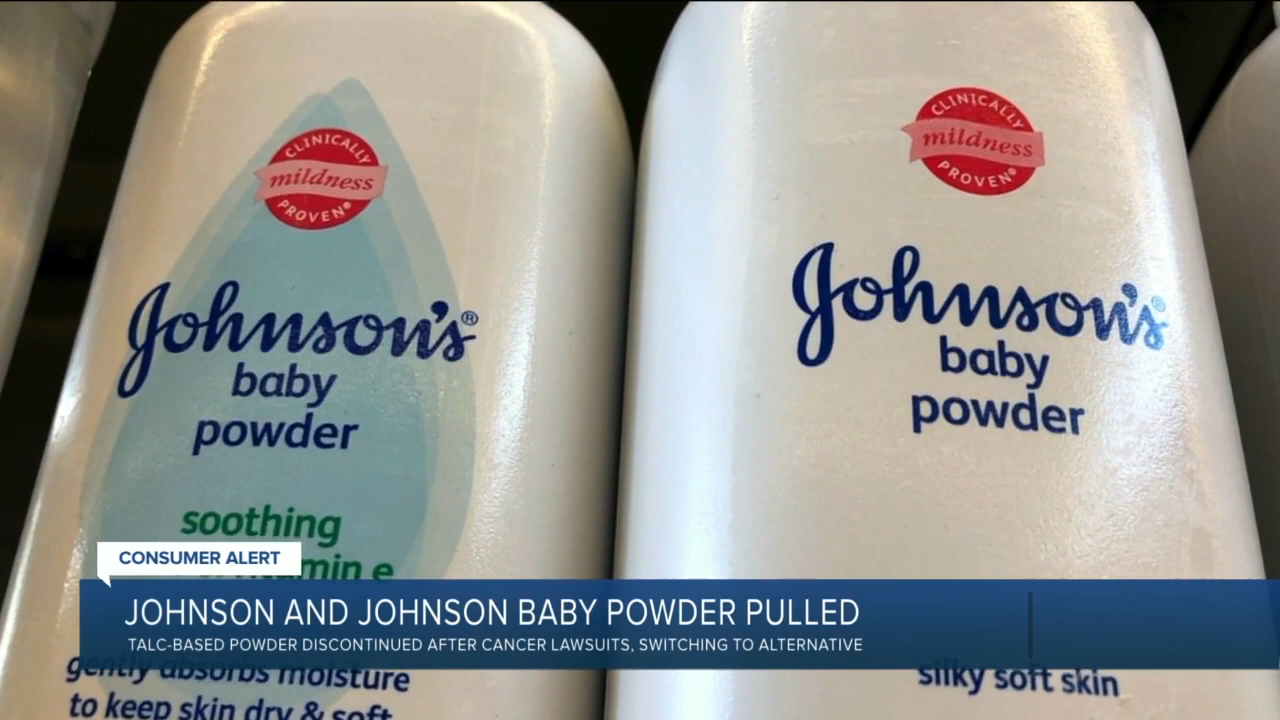 CLINICALLY
mildness
PROVEN®
Johnson's®
baby
powder
soothing
e
gently absorbs moisture
to keep skin dry & soft
CLINICALLY
mildness
PROVEN®
Johnson's®
baby
powder
silky soft skin
CONSUMER ALERT
JOHNSON AND JOHNSON BABY POWDER PULLED
TALC-BASED POWDER DISCONTINUED AFTER CANCER LAWSUITS, SWITCHING TO ALTERNATIVE